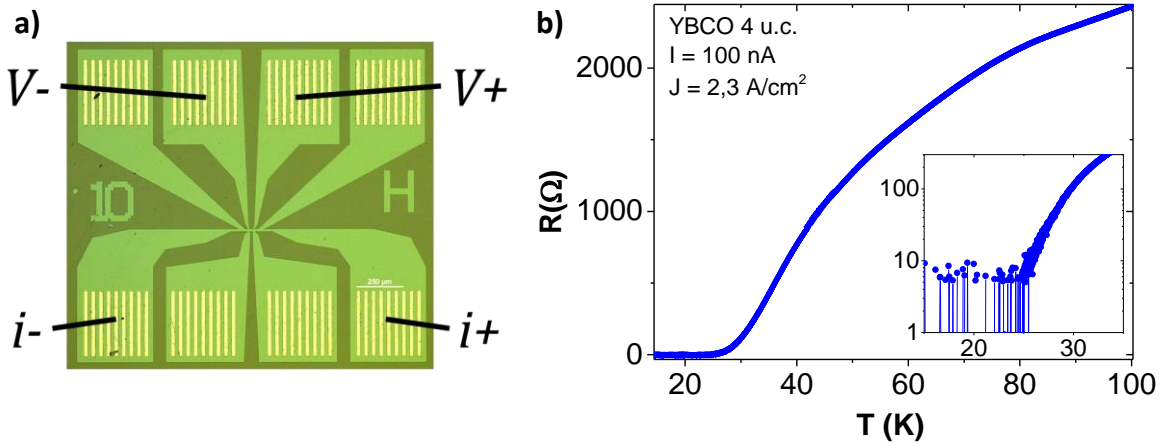 a)
V-
V+
10
H
250 µm
i-
i+
b)
YBCO 4 u.c.
I = 100 nA
J = 2,3 A/cm²
2000
1000
0
R(Ω)
100
10
1
20
30
20
40
60
80
100
T (K)